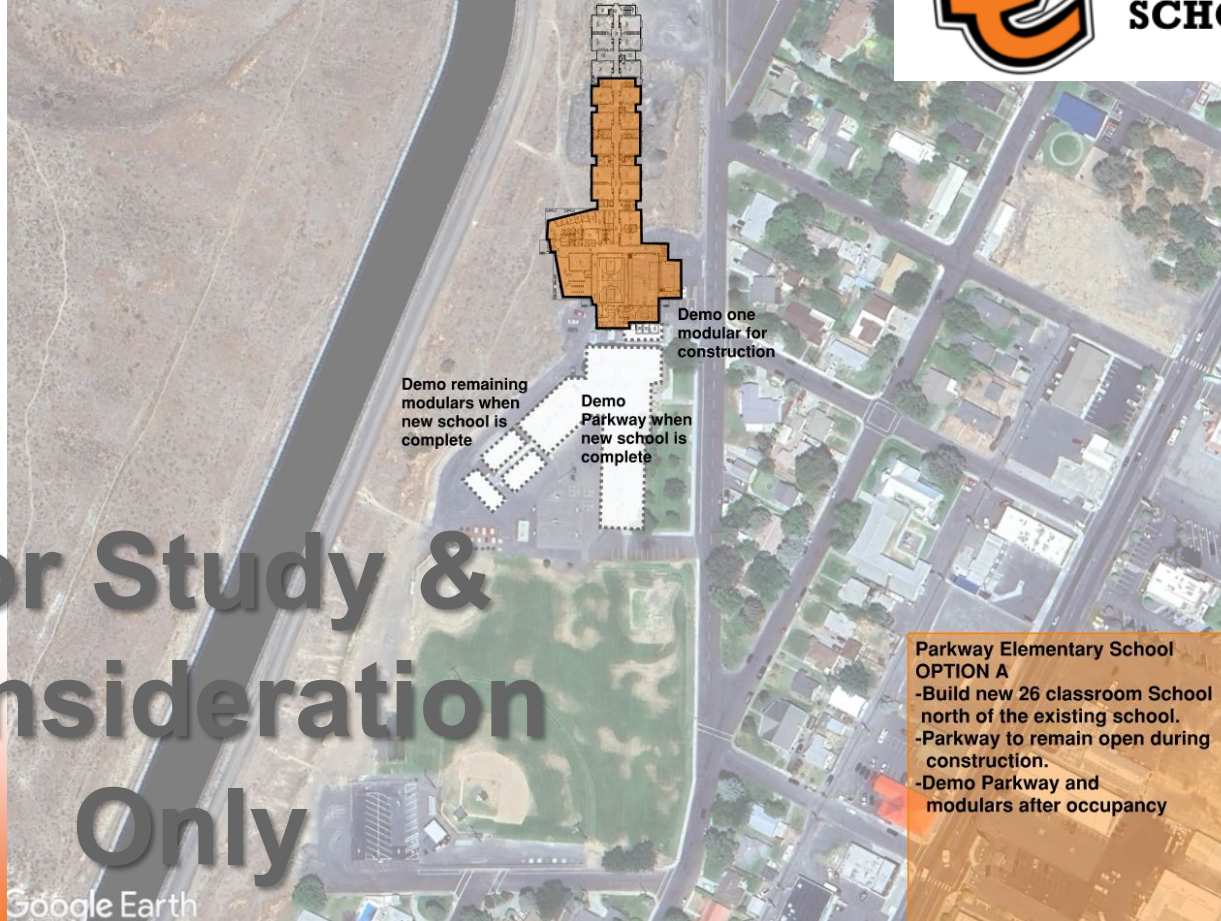 SCHO
Demo one
modular for
construction
Demo remaining
modulars when
new school is
complete
Demo
Parkway when
new school is
complete
or Study &
nsideration
Only
Parkway Elementary School
OPTION A
-Build new 26 classroom School
north of the existing school.
-Parkway to remain open during
construction.
-Demo Parkway and
modulars after occupancy
Google Earth